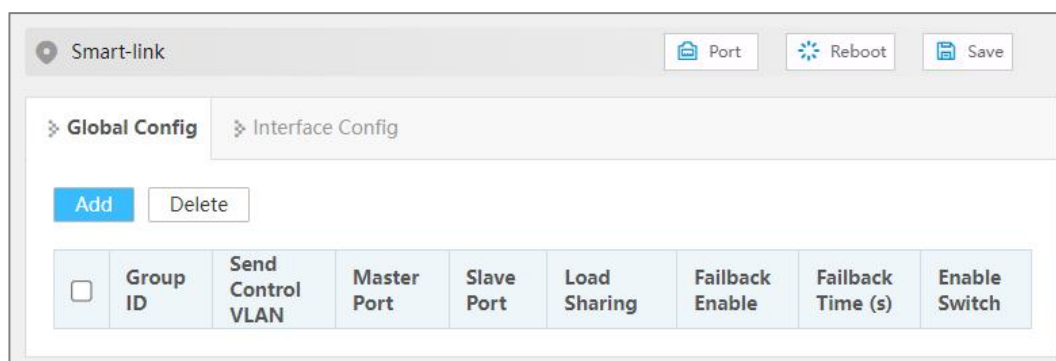 Smart-link
Port
Reboot
Save
Global Config
Interface Config
Add
Delete
Group ID
Send Control VLAN
Master Port
Slave Port
Load Sharing
Failback Enable
Failback Time (s)
Enable Switch